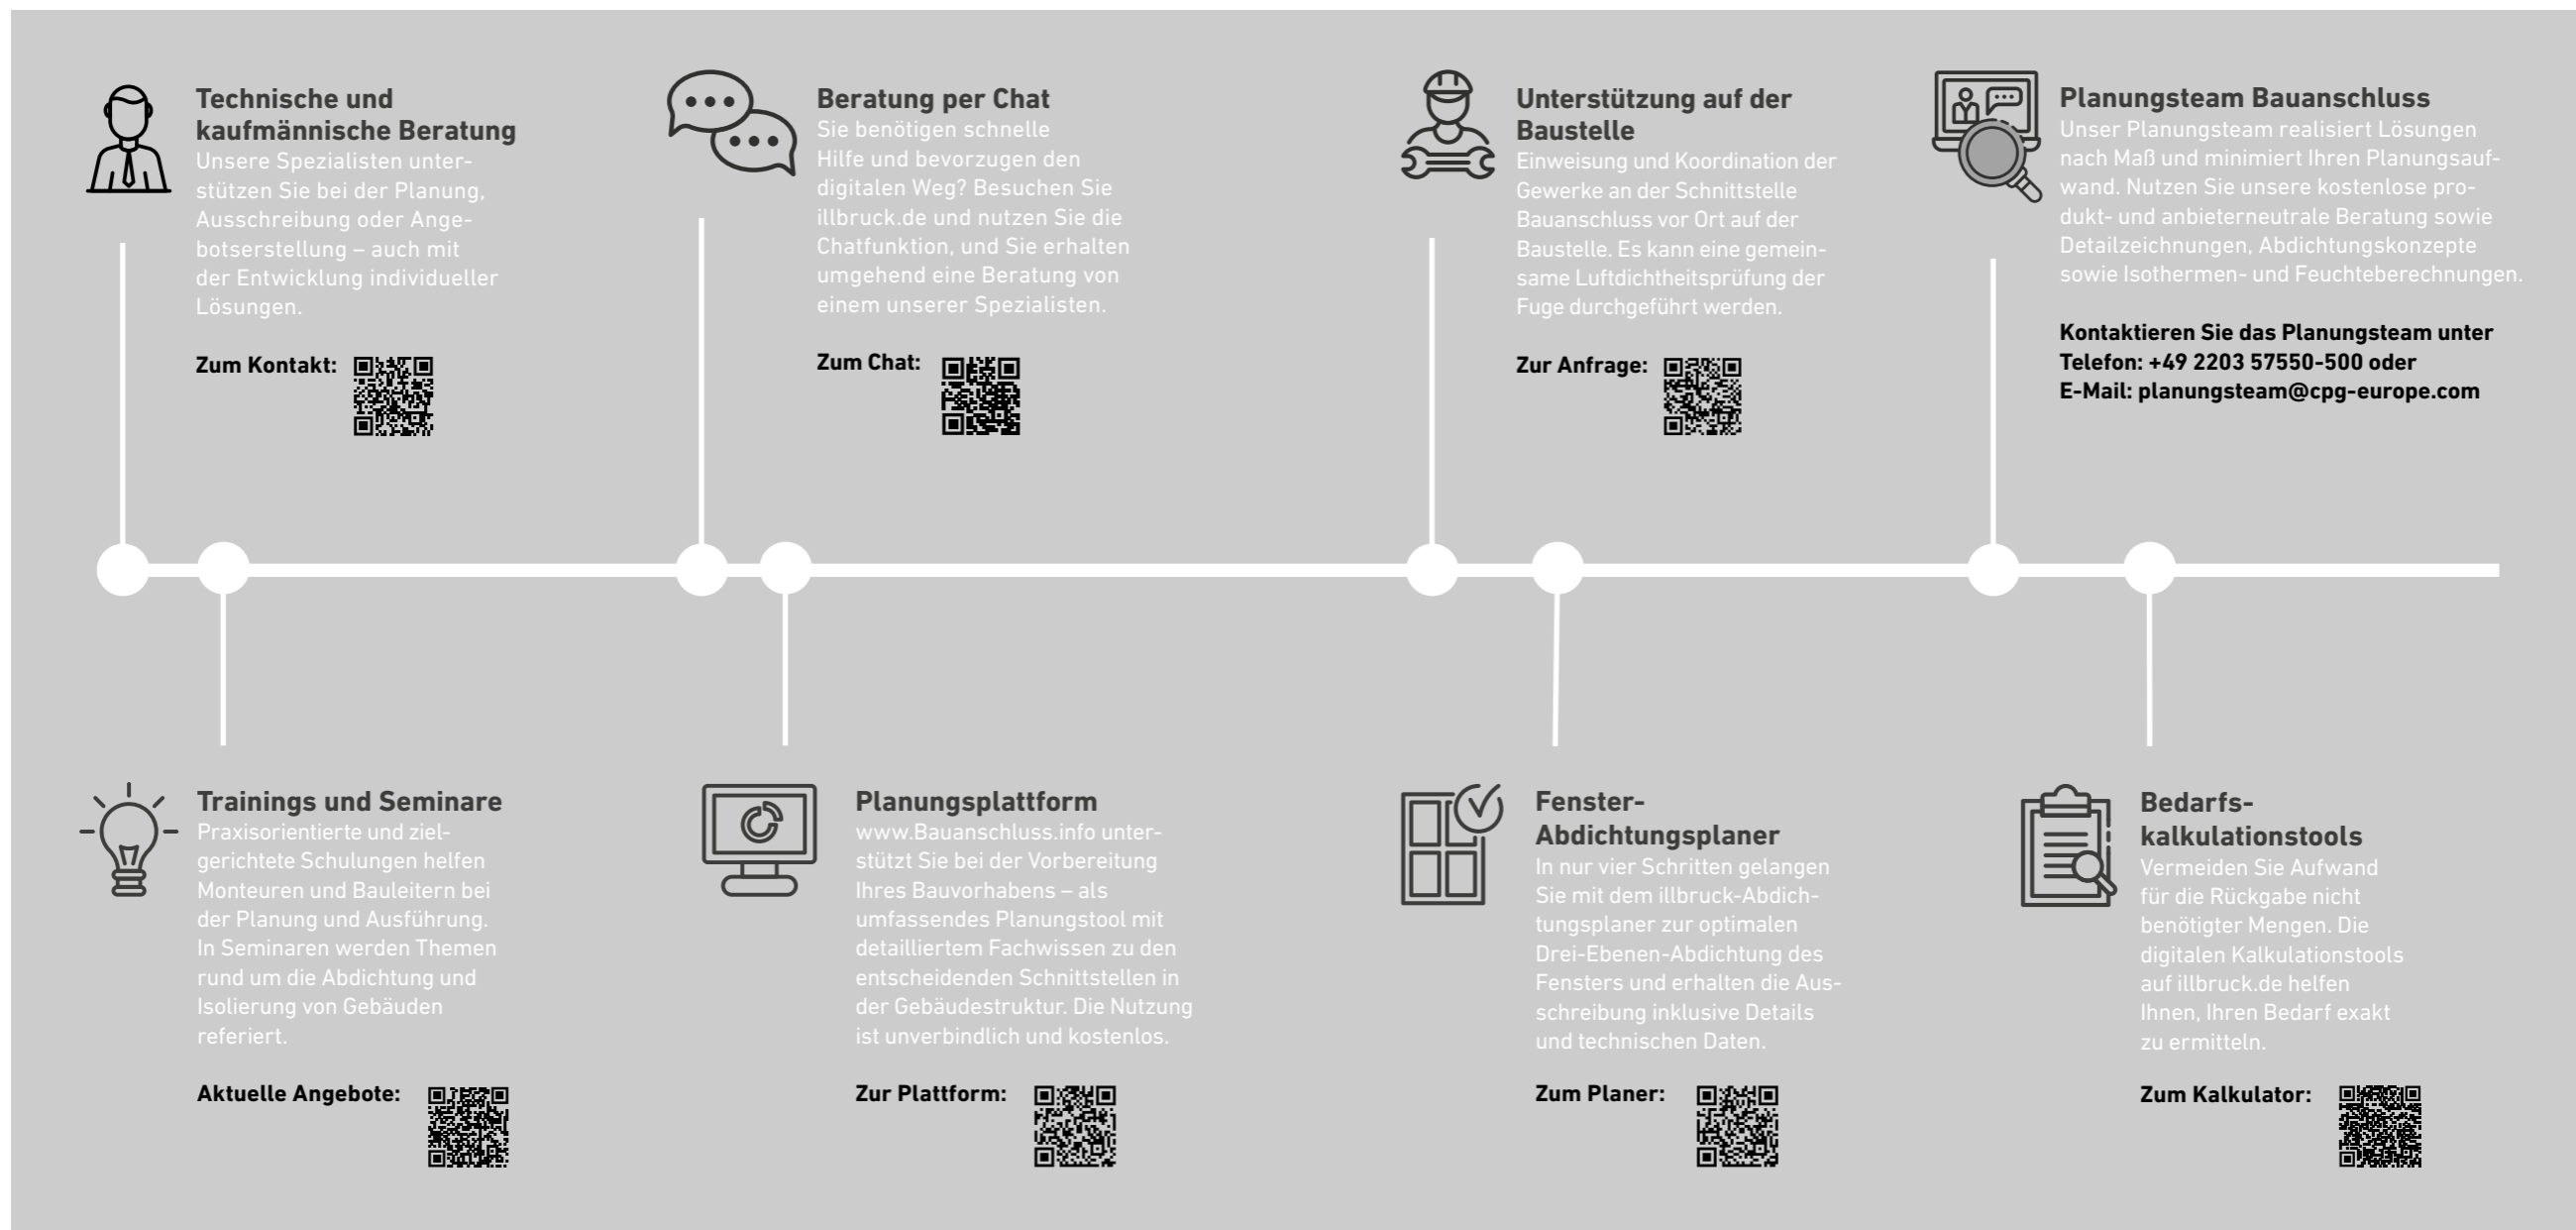 Technische und
kaufmännische Beratung
Unsere Spezialisten unter-
stützen Sie bei der Planung,
Ausschreibung oder Ange-
botserstellung – auch mit
der Entwicklung individueller
Lösungen.
Zum Kontakt:
Beratung per Chat
Sie benötigen schnelle
Hilfe und bevorzugen den
digitalen Weg? Besuchen Sie
illbruck.de und nutzen Sie die
Chatfunktion, und Sie erhalten
umgehend eine Beratung von
einem unserer Spezialisten.
Zum Chat:
Unterstützung auf der
Baustelle
Einweisung und Koordination der
Gewerke an der Schnittstelle
Bauanschluss vor Ort auf der
Baustelle. Es kann eine gemein-
same Luftdichtheitsprüfung der
Fuge durchgeführt werden.
Zur Anfrage:
Planungsteam Bauanschluss
Unser Planungsteam realisiert Lösungen
nach Maß und minimiert Ihren Planungsauf-
wand. Nutzen Sie unsere kostenlose pro-
dukt- und anbieterneutrale Beratung sowie
Detailzeichnungen, Abdichtungskonzepte
sowie Isothermen- und Feuchteberechnungen.
Kontaktieren Sie das Planungsteam unter
Telefon: +49 2203 57550-500 oder
E-Mail: planungsteam@cpg-europe.com
Trainings und Seminare
Praxisorientierte und ziel-
gerichtete Schulungen helfen
Monteuren und Bauleitern bei
der Planung und Ausführung.
In Seminaren werden Themen
rund um die Abdichtung und
Isolierung von Gebäuden
referiert.
Aktuelle Angebote:
Planungsplattform
www.Bauanschluss.info unter-
stützt Sie bei der Vorbereitung
Ihres Bauvorhabens – als
umfassendes Planungstool mit
detailliertem Fachwissen zu den
entscheidenden Schnittstellen in
der Gebäudestruktur. Die Nutzung
ist unverbindlich und kostenlos.
Zur Plattform:
Fenster-
Abdichtungsplaner
In nur vier Schritten gelangen
Sie mit dem illbruck-Abdich-
tungsplaner zur optimalen
Drei-Ebenen-Abdichtung des
Fensters und erhalten die Aus-
schreibung inklusive Details
und technischen Daten.
Zum Planer:
Bedarfs-
kalkulationstools
Vermeiden Sie Aufwand
für die Rückgabe nicht
benötigter Mengen. Die
digitalen Kalkulationstools
auf illbruck.de helfen
Ihnen, Ihren Bedarf exakt
zu ermitteln.
Zum Kalkulator: